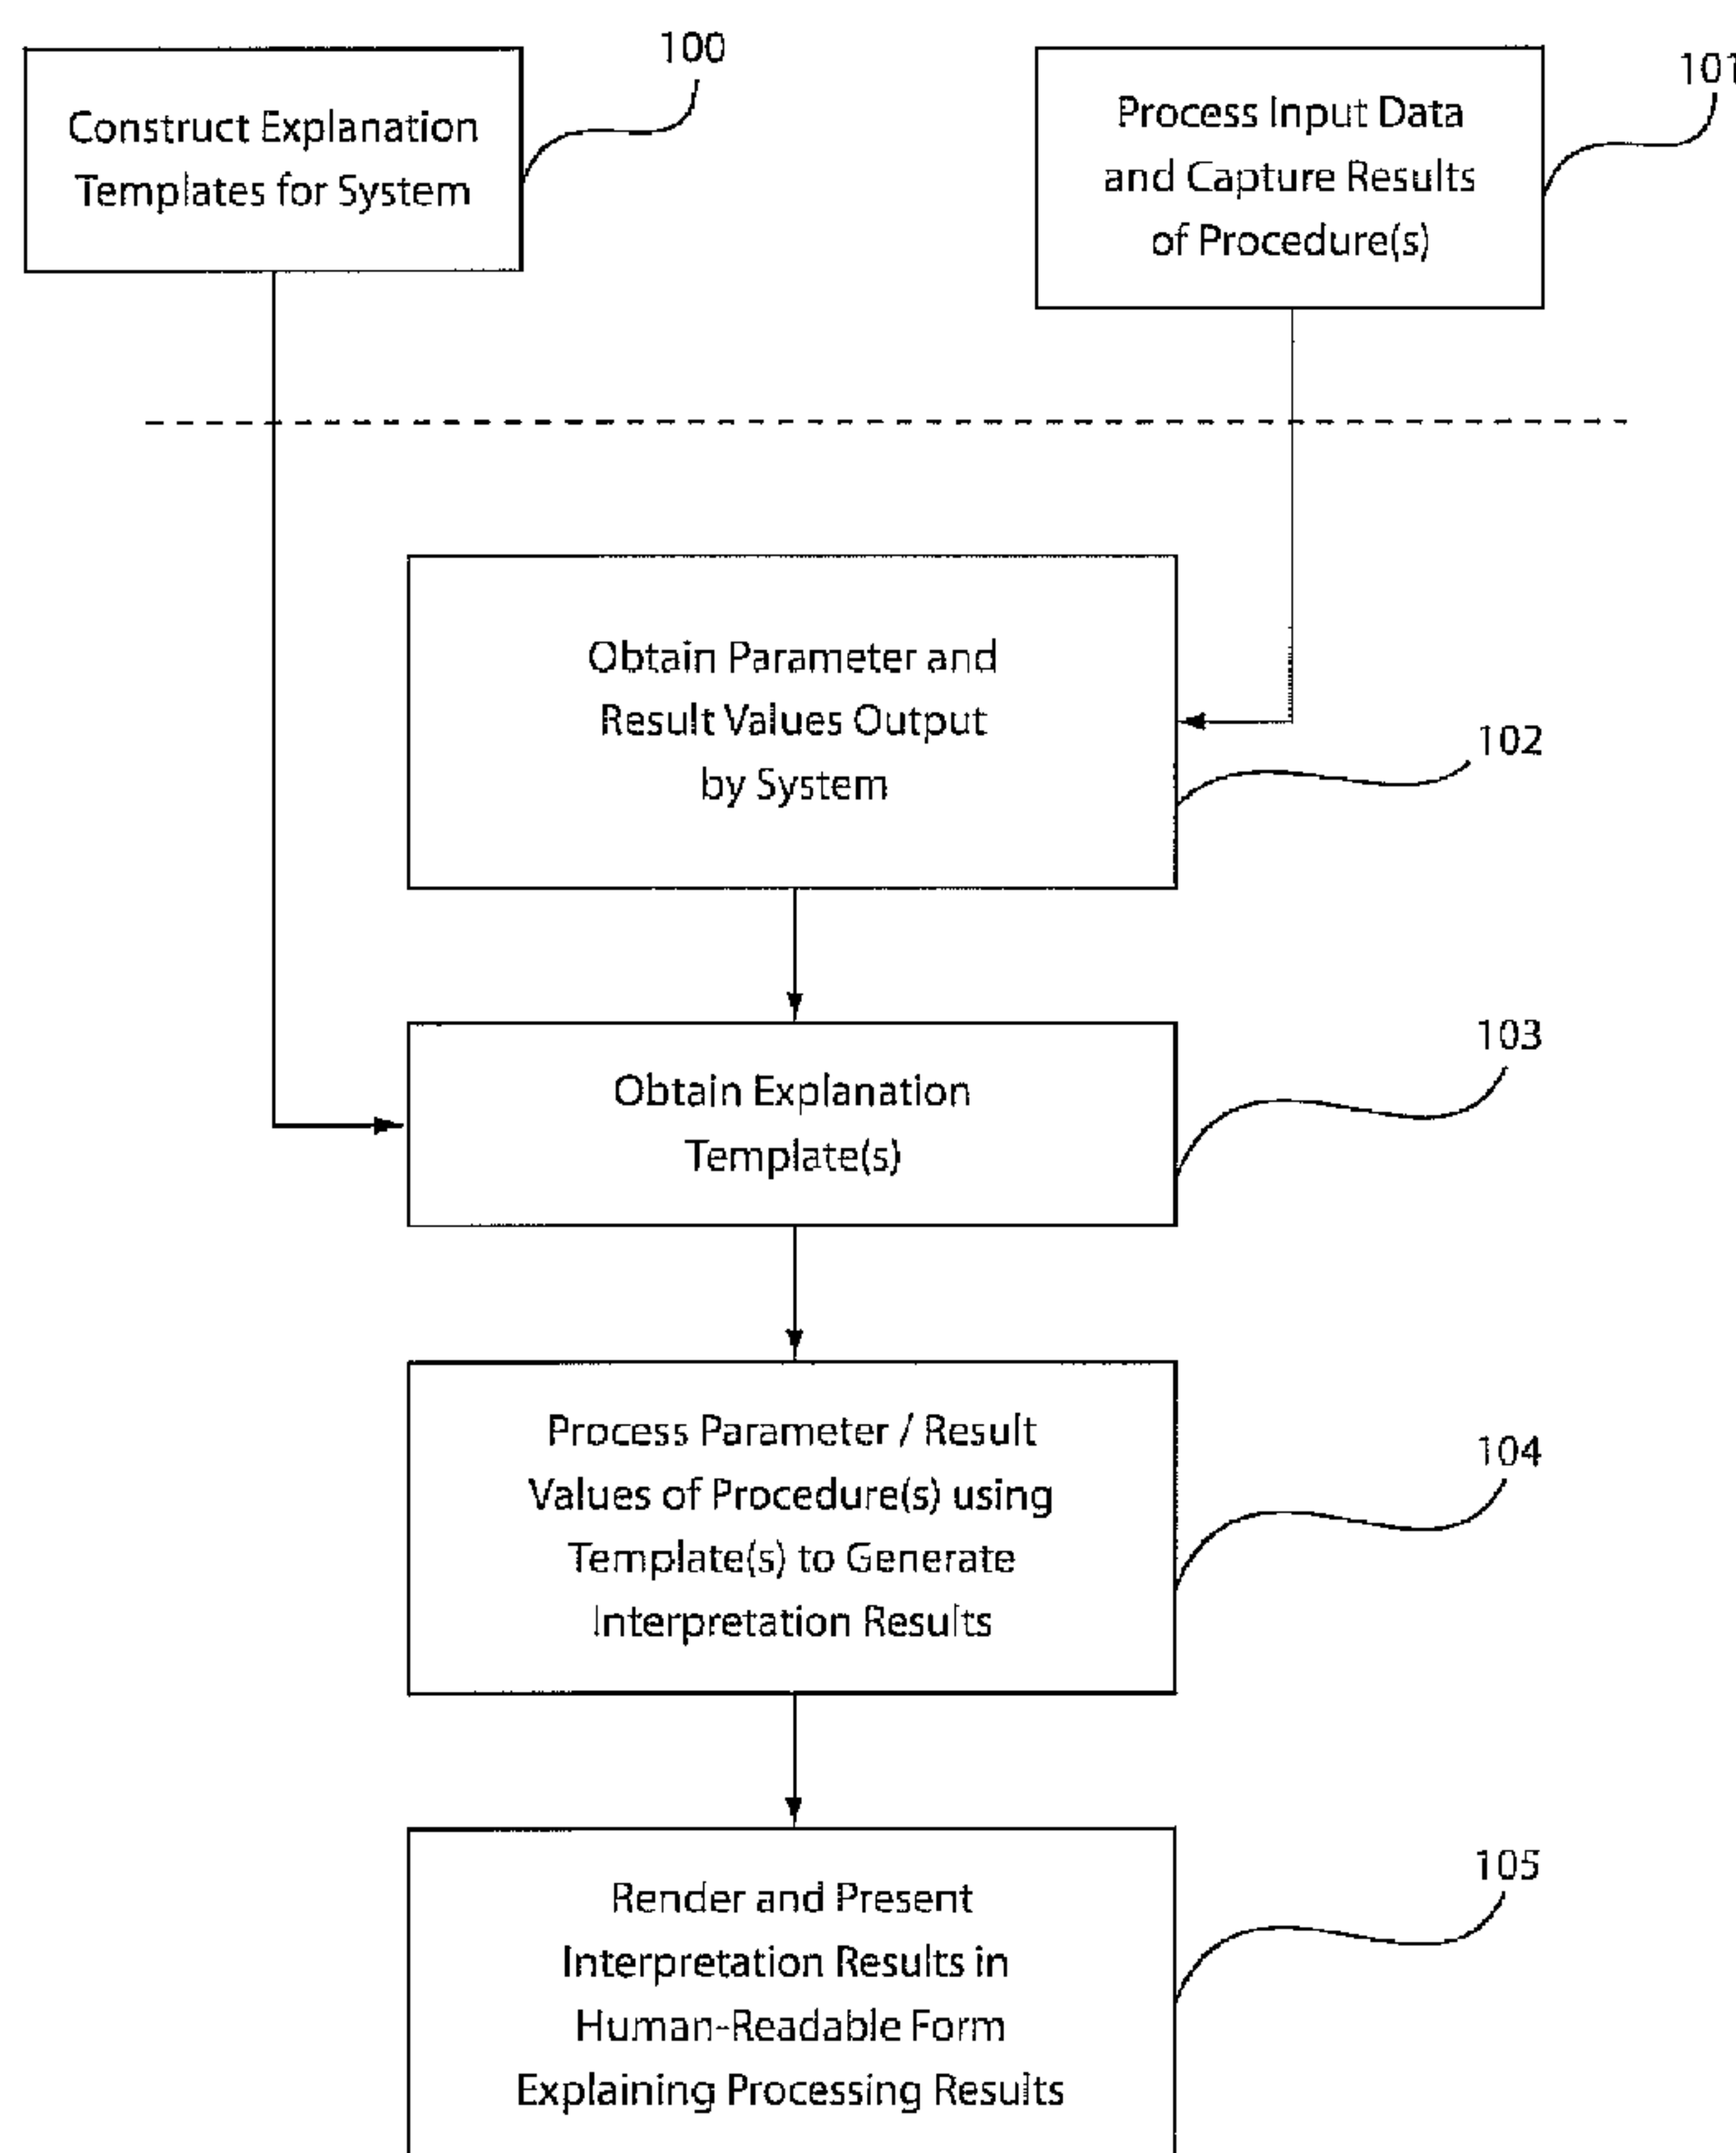 100
Construct Explanation
Templates for System
101
Process Input Data
and Capture Results
of Procedure(s)
Obtain Parameter and
Result Values Output
by System
102
103
Obtain Explanation
Template(s)
104
Process Parameter / Result
Values of Procedure(s) using
Template(s) to Generate
Interpretation Results
105
Render and Present
Interpretation Results in
Human-Readable Form
Explaining Processing Results